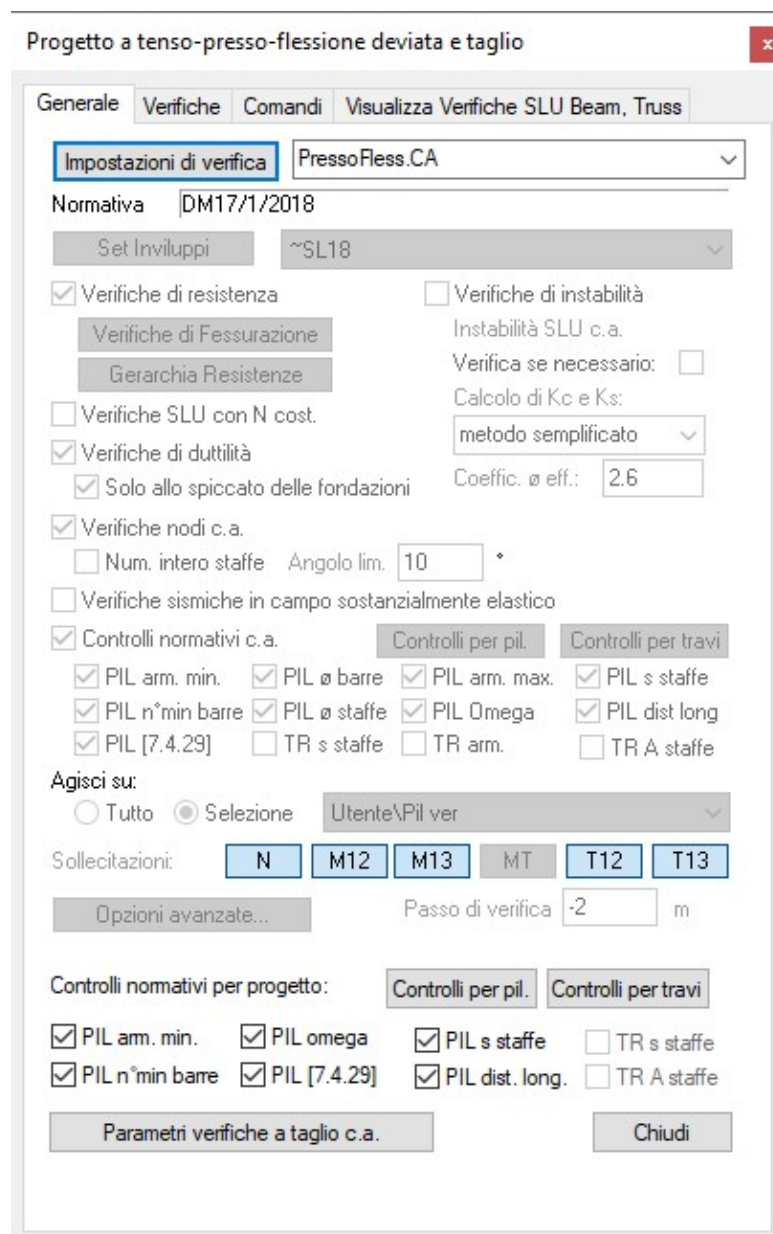 Progetto a tenso-presso-flessione deviata e taglio
x
Generale Verifiche Comandi Visualizza Verifiche SLU Beam, Truss
Impostazioni di verifica PressoFless.CA
Normativa DM17/1/2018
Set Inviluppi ~SL18
Verifiche di resistenza Verifiche di instabilità
Verifiche di Fessurazione Instabilità SLU c.a.
Gerarchia Resistenze Verifica se necessario:
Verifiche SLU con N cost. Calcolo di Kc e Ks:
Verifiche di duttilità metodo semplificato
Solo allo spiccato delle fondazioni Coeffic. ø eff.: 2.6
Verifiche nodi c.a.
Num. intero staffe Angolo lim. 10 °
Verifiche sismiche in campo sostanzialmente elastico
Controlli normativi c.a. Controlli per pil. Controlli per travi
PIL arm. min. PIL ø barre PIL arm. max. PIL s staffe
PIL n°min barre PIL ø staffe PIL Omega PIL dist long
PIL [7.4.29] TR s staffe TR arm. TR A staffe
Agisci su:
Tutto Selezione Utente\Pil ver
Sollecitazioni: N M12 M13 MT T12 T13
Opzioni avanzate... Passo di verifica -2 m
Controlli normativi per progetto: Controlli per pil. Controlli per travi
PIL arm. min. PIL omega PIL s staffe TR s staffe
PIL n°min barre PIL [7.4.29] PIL dist. long. TR A staffe
Parametri verifiche a taglio c.a. Chiudi